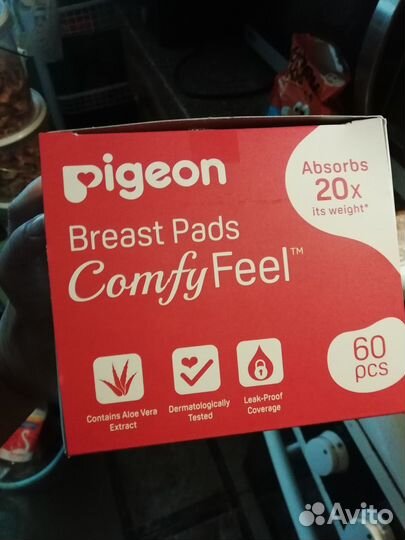 pigeon
Absorbs
20x
its weight*
Breast Pads
ComfyFeel™
60
pcs
Contains Aloe Vera
Extract
Dermatologically
Tested
Leak-Proof
Coverage
Avito